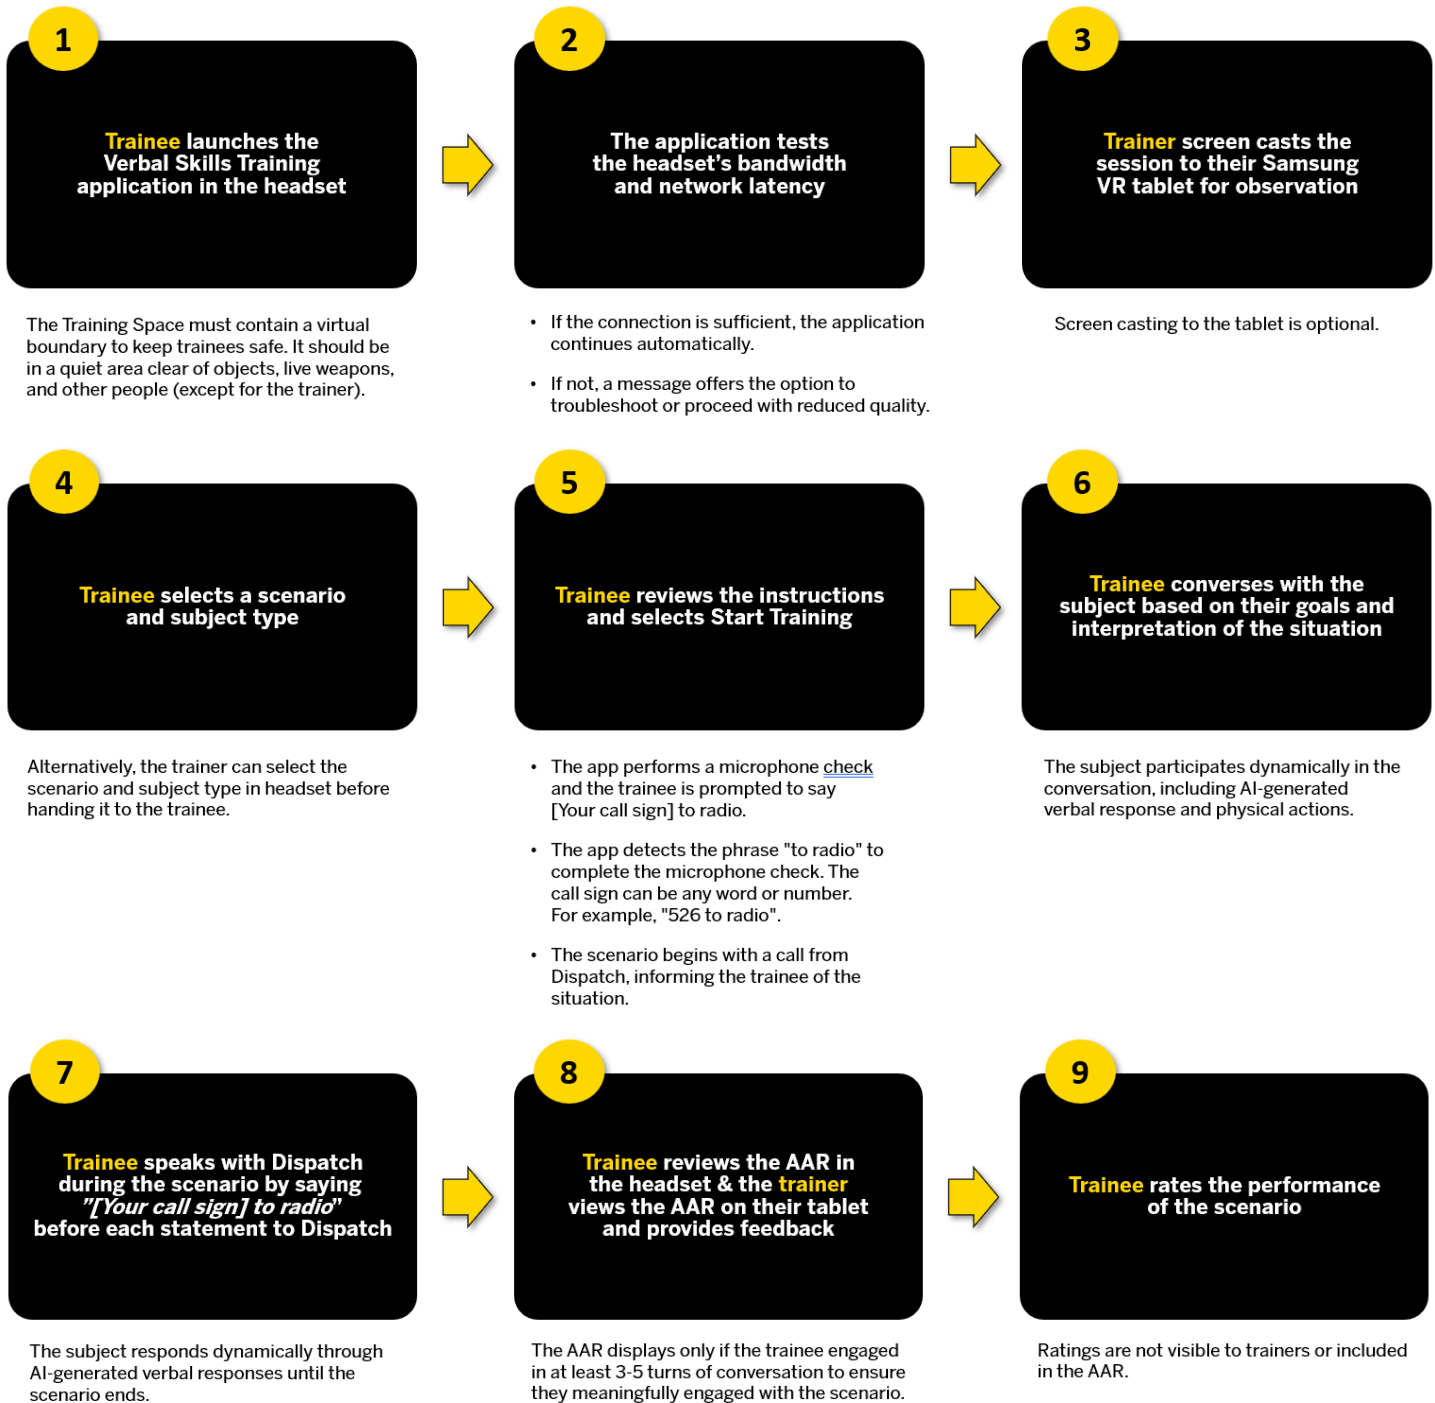 1
Trainee launches the
Verbal Skills Training
application in the headset
The Training Space must contain a virtual
boundary to keep trainees safe. It should be
in a quiet area clear of objects, live weapons,
and other people (except for the trainer).
2
The application tests
the headset’s bandwidth
and network latency
• If the connection is sufficient, the application
continues automatically.
• If not, a message offers the option to
troubleshoot or proceed with reduced quality.
3
Trainer screen casts the
session to their Samsung
VR tablet for observation
Screen casting to the tablet is optional.
4
Trainee selects a scenario
and subject type
Alternatively, the trainer can select the
scenario and subject type in headset before
handing it to the trainee.
5
Trainee reviews the instructions
and selects Start Training
• The app performs a microphone check
and the trainee is prompted to say
[Your call sign] to radio.
• The app detects the phrase "to radio" to
complete the microphone check. The
call sign can be any word or number.
For example, "526 to radio".
• The scenario begins with a call from
Dispatch, informing the trainee of the
situation.
6
Trainee converses with the
subject based on their goals and
interpretation of the situation
The subject participates dynamically in the
conversation, including AI-generated
verbal response and physical actions.
7
Trainee speaks with Dispatch
during the scenario by saying
”[Your call sign] to radio”
before each statement to Dispatch
The subject responds dynamically through
AI-generated verbal responses until the
scenario ends.
8
Trainee reviews the AAR in
the headset & the trainer
views the AAR on their tablet
and provides feedback
The AAR displays only if the trainee engaged
in at least 3-5 turns of conversation to ensure
they meaningfully engaged with the scenario.
9
Trainee rates the performance
of the scenario
Ratings are not visible to trainers or included
in the AAR.